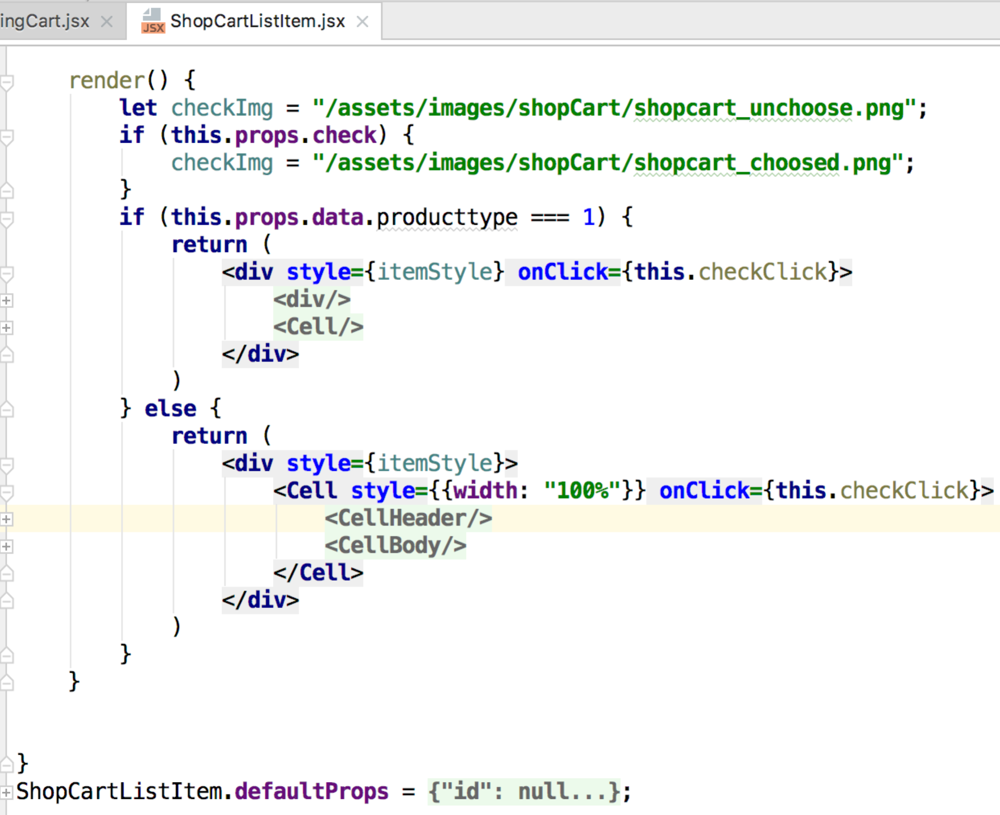 ingCart.jsx
JSX
ShopCartListItem.jsx
render() {
let checkImg = "/assets/images/shopCart/shopcart_unchoose.png";
if (this.props.check) {
checkImg = "/assets/images/shopCart/shopcart_choosed.png";
}
if (this.props.data.producttype === 1) {
return (
<div style={itemStyle} onClick={this.checkClick}>
<div/>
<Cell/>
</div>
)
} else {
return (
<div style={itemStyle}>
<Cell style={{width: "100%"}} onClick={this.checkClick}>
<CellHeader/>
<CellBody/>
</Cell>
</div>
)
}
}
}
ShopCartListItem.defaultProps = {"id": null...};